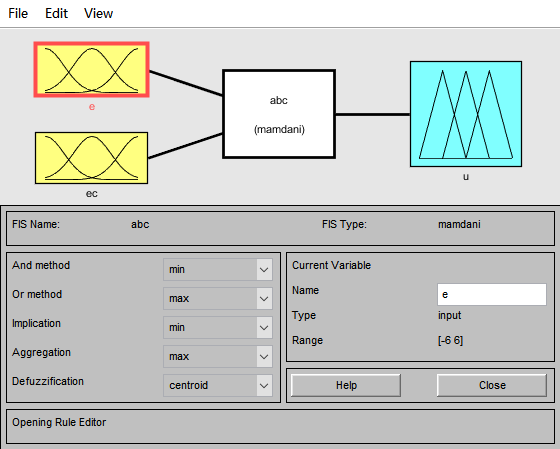 File Edit View
e
abc
(mamdani)
ec
u
FIS Name: abc FIS Type: mamdani
And method min
Or method max
Implication min
Aggregation max
Defuzzification centroid
Current Variable
Name e
Type input
Range [-6 6]
Help Close
Opening Rule Editor